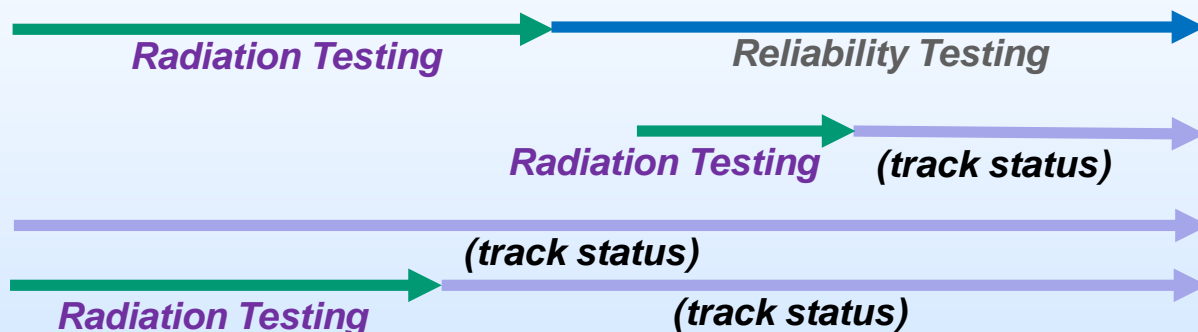 Radiation Testing
Reliability Testing
Radiation Testing
(track status)
(track status)
Radiation Testing
(track status)